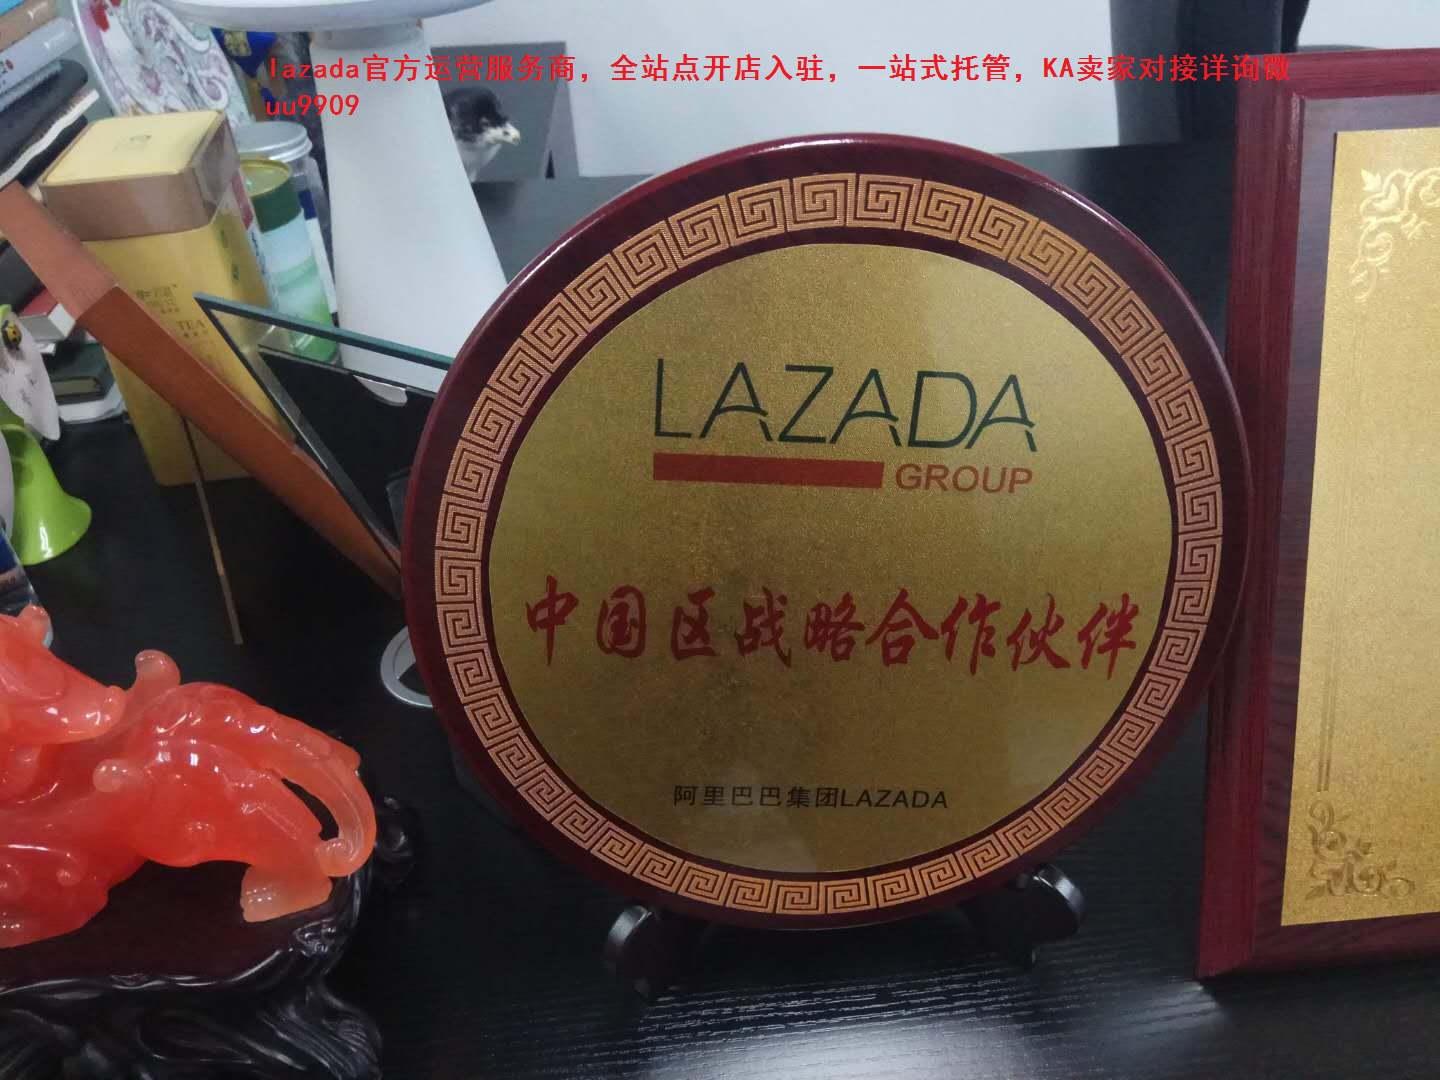 lazada官方运营服务商，全站点开店入驻，一站式托管，KA卖家对接详询微
uu9909
TEA
LAZADA
GROUP
中国区战略合作伙伴
阿里巴巴集团LAZADA